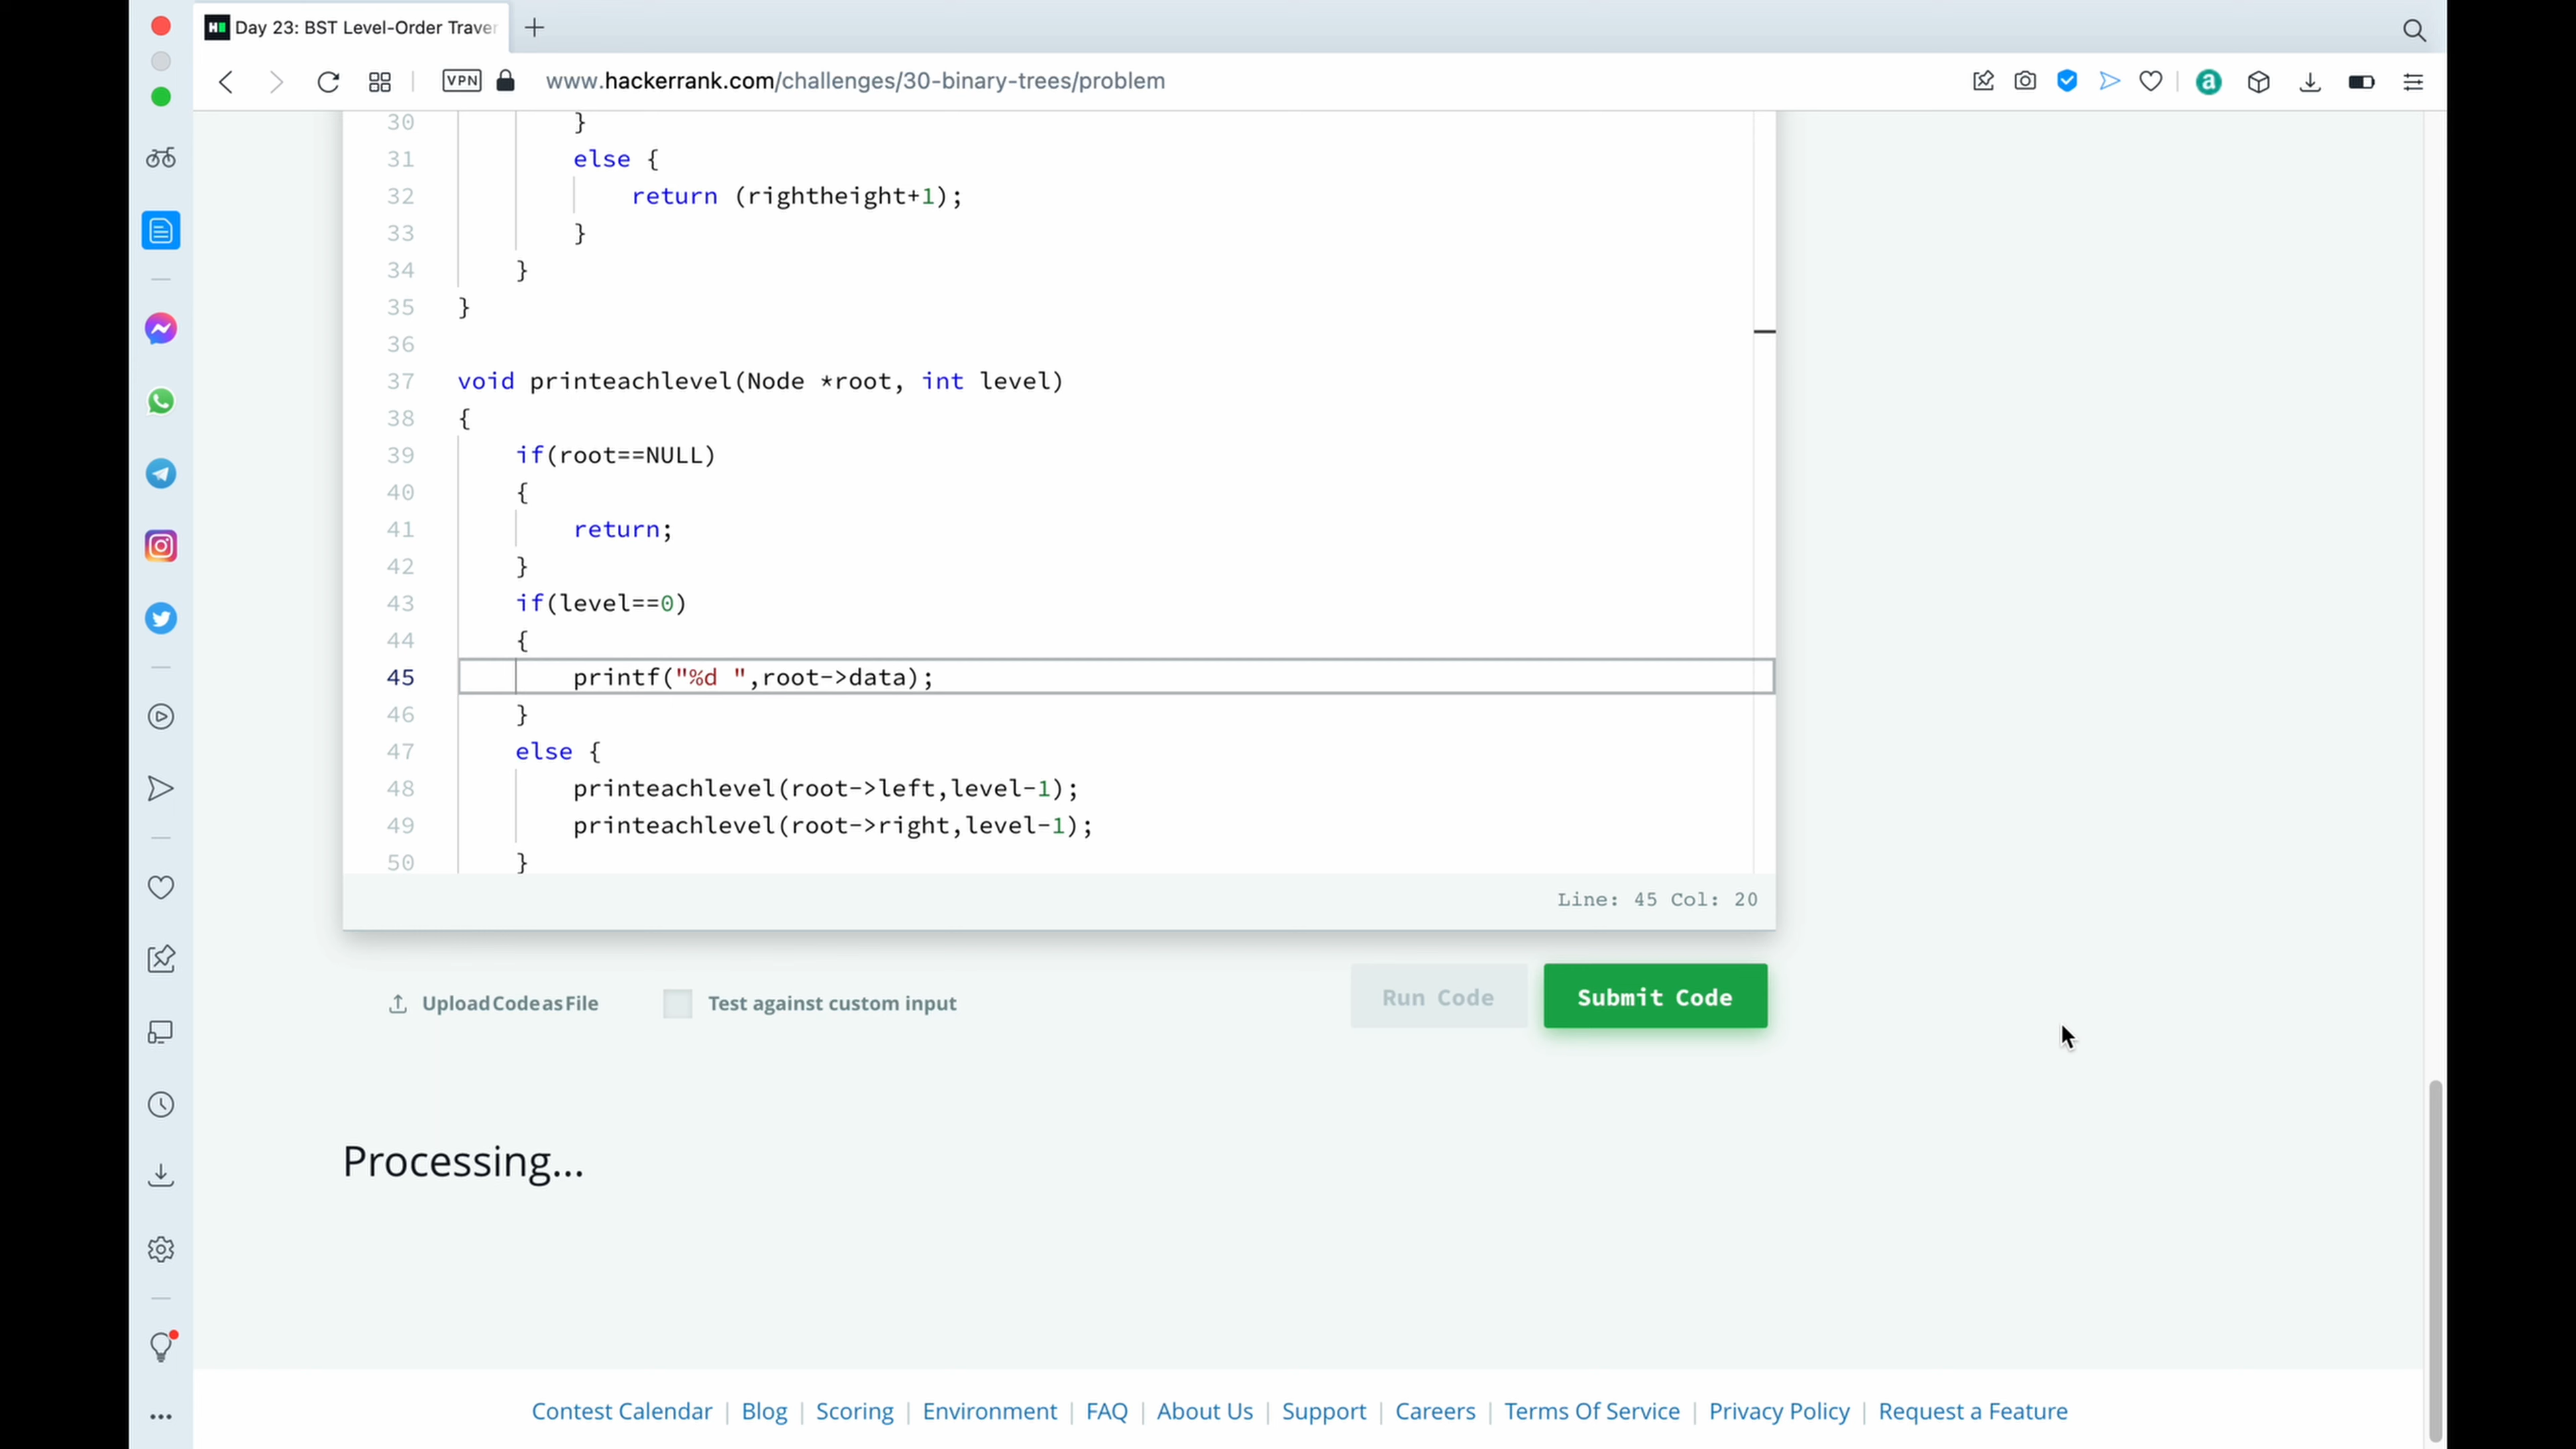 Day 23: BST Level-Order Traver
VPN
www.hackerrank.com/challenges/30-binary-trees/problem
30 }
31 else {
32 return (rightheight+1);
33 }
34 }
35 }
36
37 void printeachlevel(Node *root, int level)
38 {
39 if(root==NULL)
40 {
41 return;
42 }
43 if(level==0)
44 {
45 printf("%d ",root->data);
46 }
47 else {
48 printeachlevel(root->left,level-1);
49 printeachlevel(root->right,level-1);
50 }
Line: 45 Col: 20
Upload Code as File Test against custom input Run Code Submit Code
Processing...
Contest Calendar | Blog | Scoring | Environment | FAQ | About Us | Support | Careers | Terms Of Service | Privacy Policy | Request a Feature